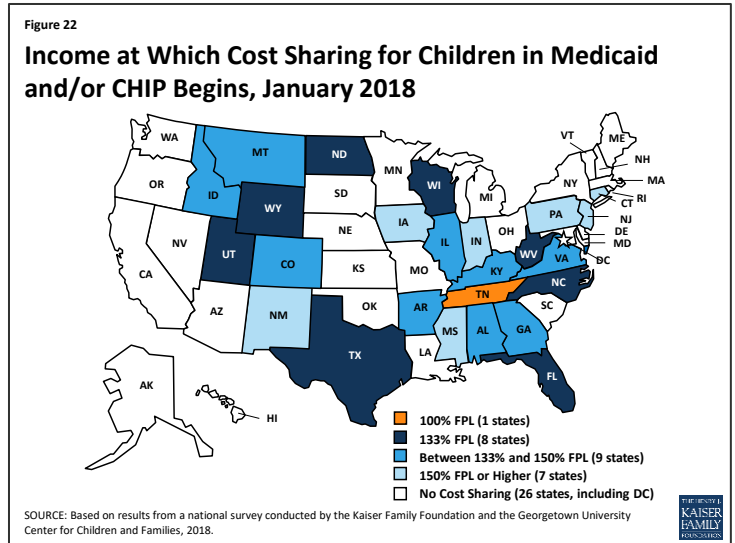 Figure 22
Income at Which Cost Sharing for Children in Medicaid
and/or CHIP Begins, January 2018
WA
OR
CA
NV
ID
MT
WY
UT
AZ
CO
NM
ND
SD
NE
KS
OK
TX
MN
IA
MO
AR
LA
WI
IL
MI
IN
OH
KY
TN
MS
AL
GA
FL
SC
NC
VA
WV
PA
NY
VT
ME
NH
MA
RI
CT
NJ
DE
MD
DC
AK
HI
100% FPL (1 states)
133% FPL (8 states)
Between 133% and 150% FPL (9 states)
150% FPL or Higher (7 states)
No Cost Sharing (26 states, including DC)
SOURCE: Based on results from a national survey conducted by the Kaiser Family Foundation and the Georgetown University
Center for Children and Families, 2018.
THE HENRY J.
KAISER
FAMILY
FOUNDATION